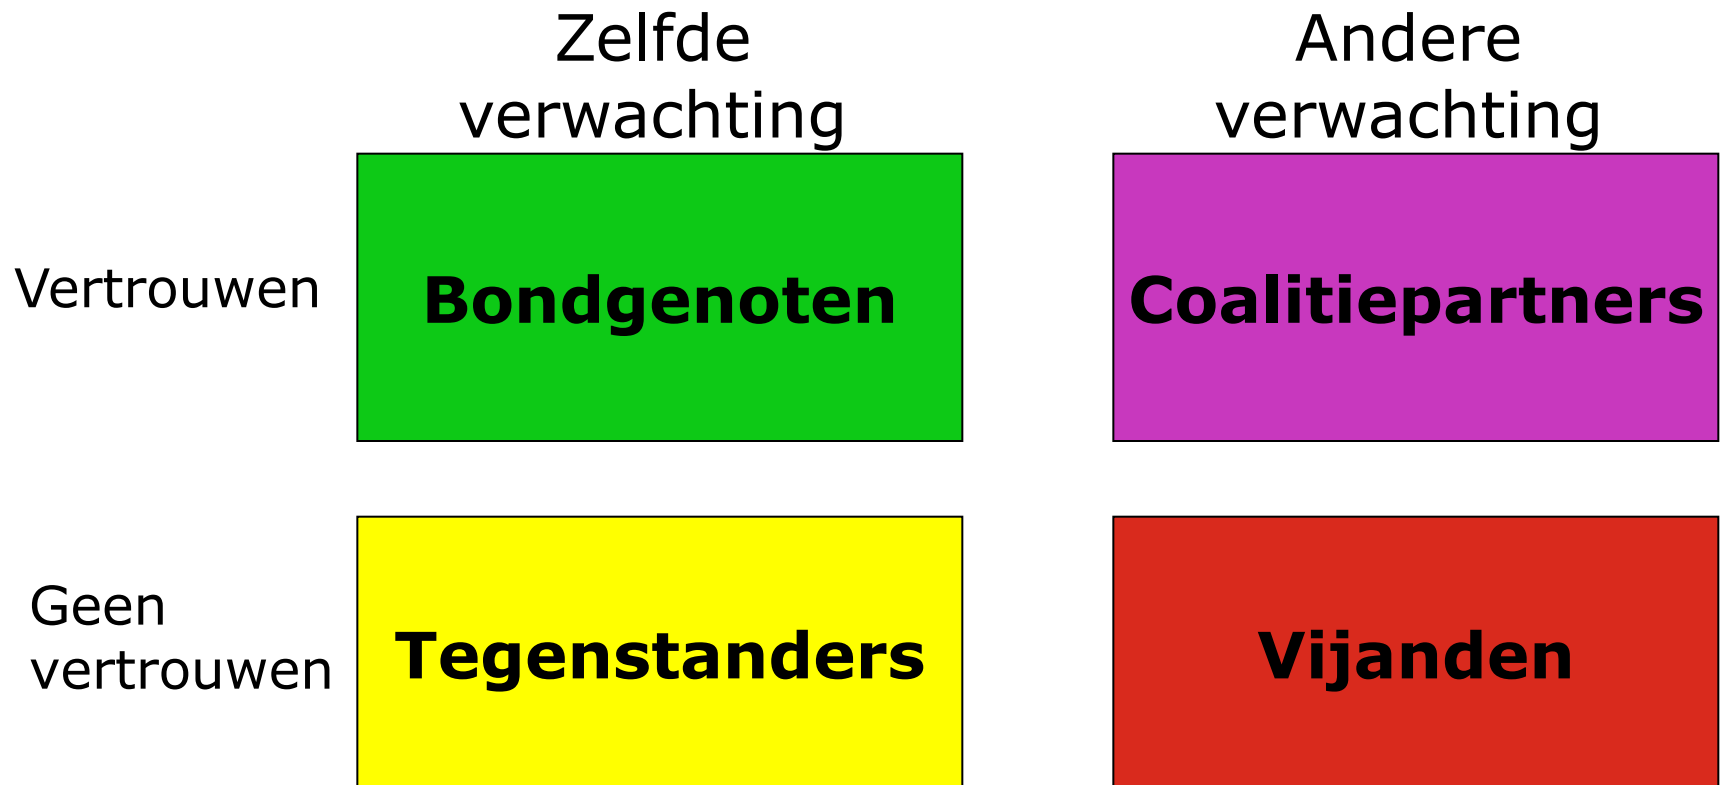 Zelfde
verwachting
Andere
verwachting
Vertrouwen
Bondgenoten
Coalitiepartners
Geen
vertrouwen
Tegenstanders
Vijanden